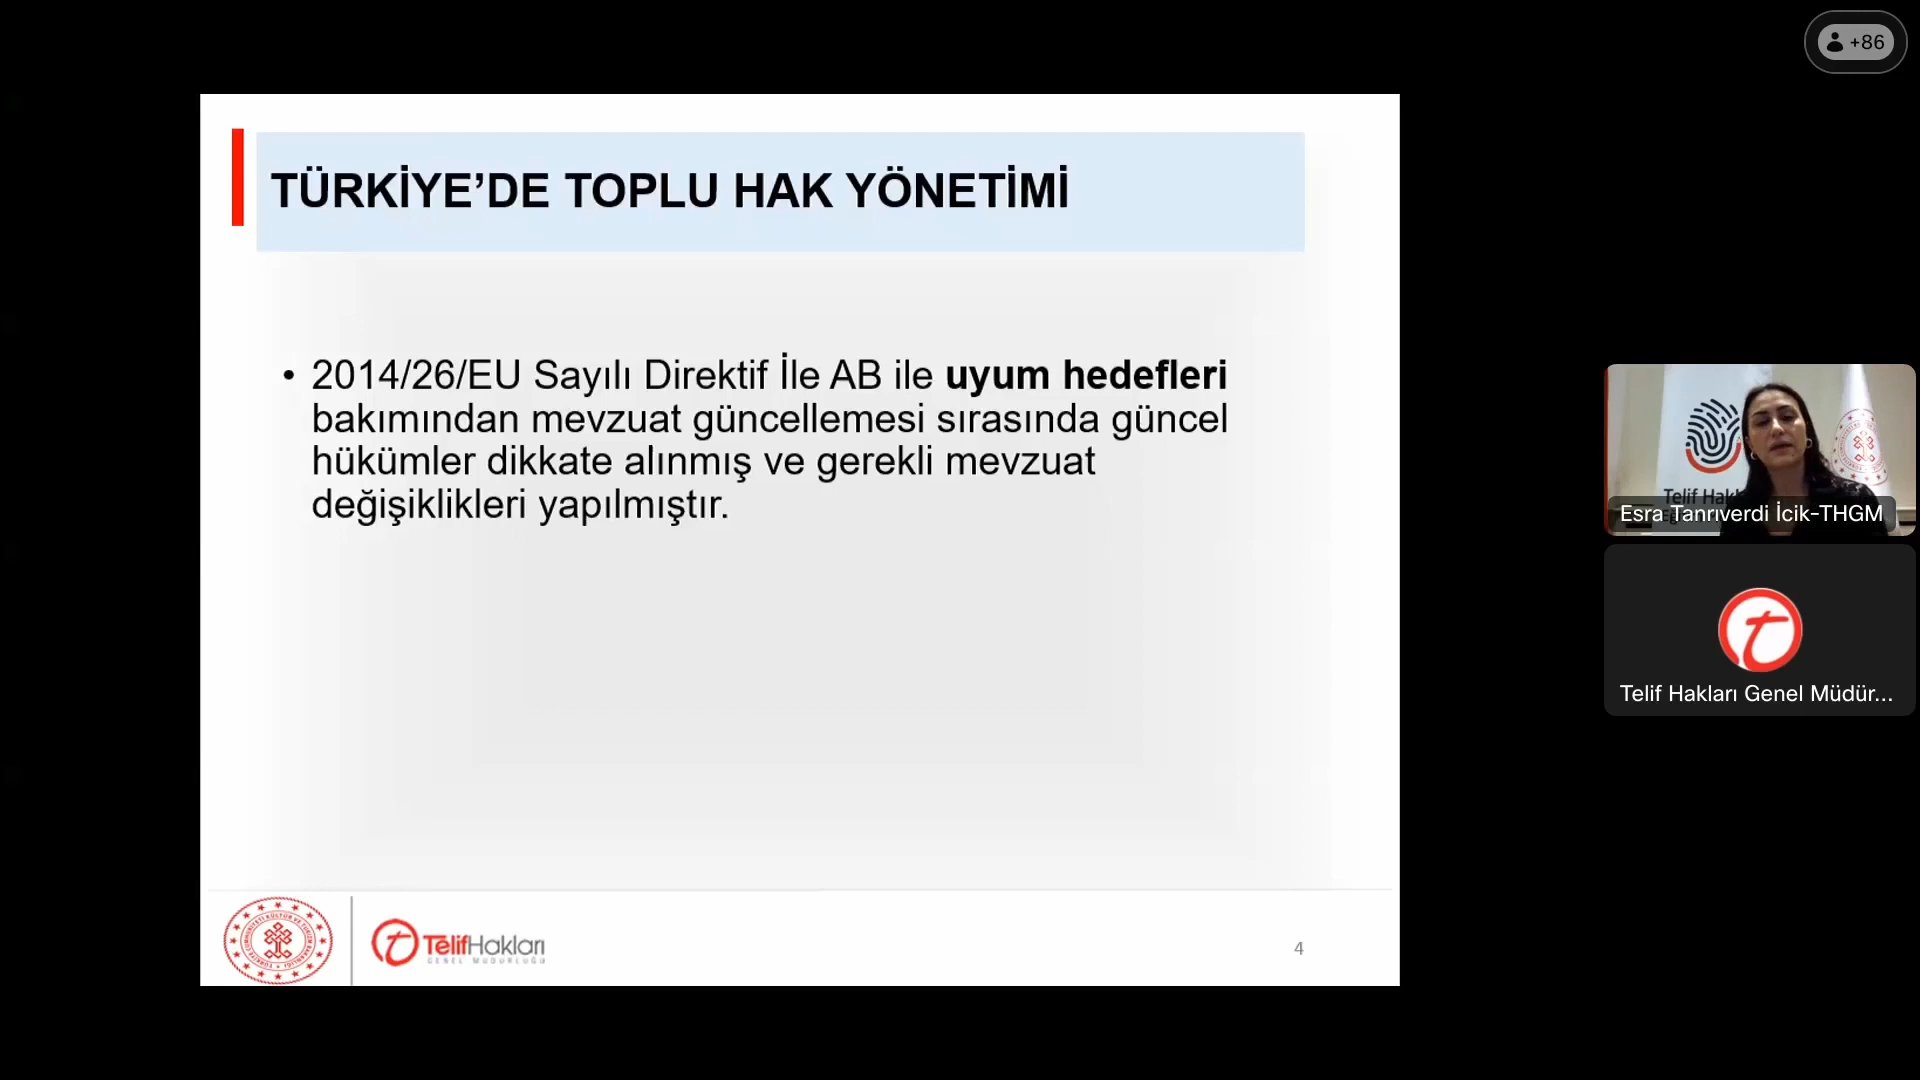 +86
TÜRKİYE’DE TOPLU HAK YÖNETİMİ
• 2014/26/EU Sayılı Direktif İle AB ile uyum hedefleri
bakımından mevzuat güncellemesi sırasında güncel
hükümler dikkate alınmış ve gerekli mevzuat
değişiklikleri yapılmıştır.
Telif Hakl
Esra Tanrıverdi İcik-THGM
Telif Hakları Genel Müdür...
TelifHakları
GENEL MÜDÜRLÜĞÜ
4